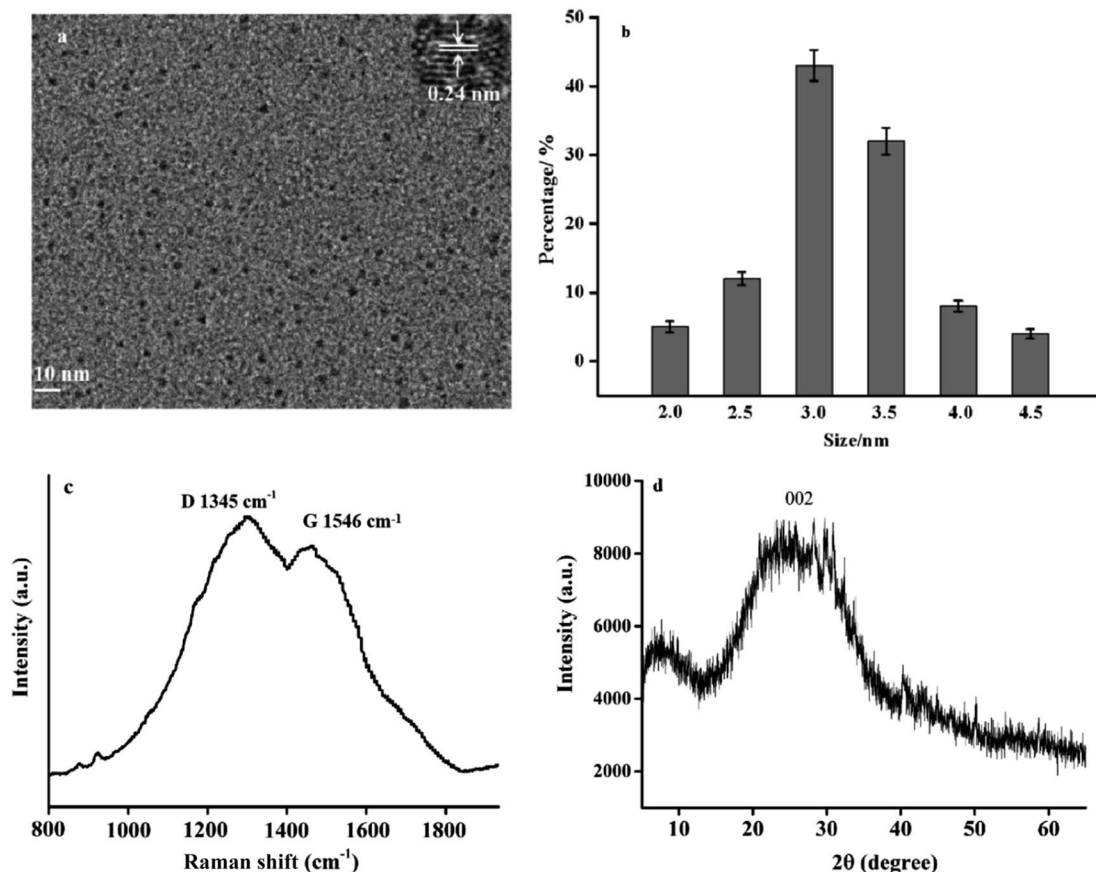 a
0.24 nm
10 nm
b
Percentage/ %
50
40
30
20
10
0
2.0 2.5 3.0 3.5 4.0 4.5
Size/nm
c
D 1345 cm⁻¹
G 1546 cm⁻¹
Intensity (a.u.)
800 1000 1200 1400 1600 1800
Raman shift (cm⁻¹)
d
002
Intensity (a.u.)
10000
8000
6000
4000
2000
10 20 30 40 50 60
2θ (degree)